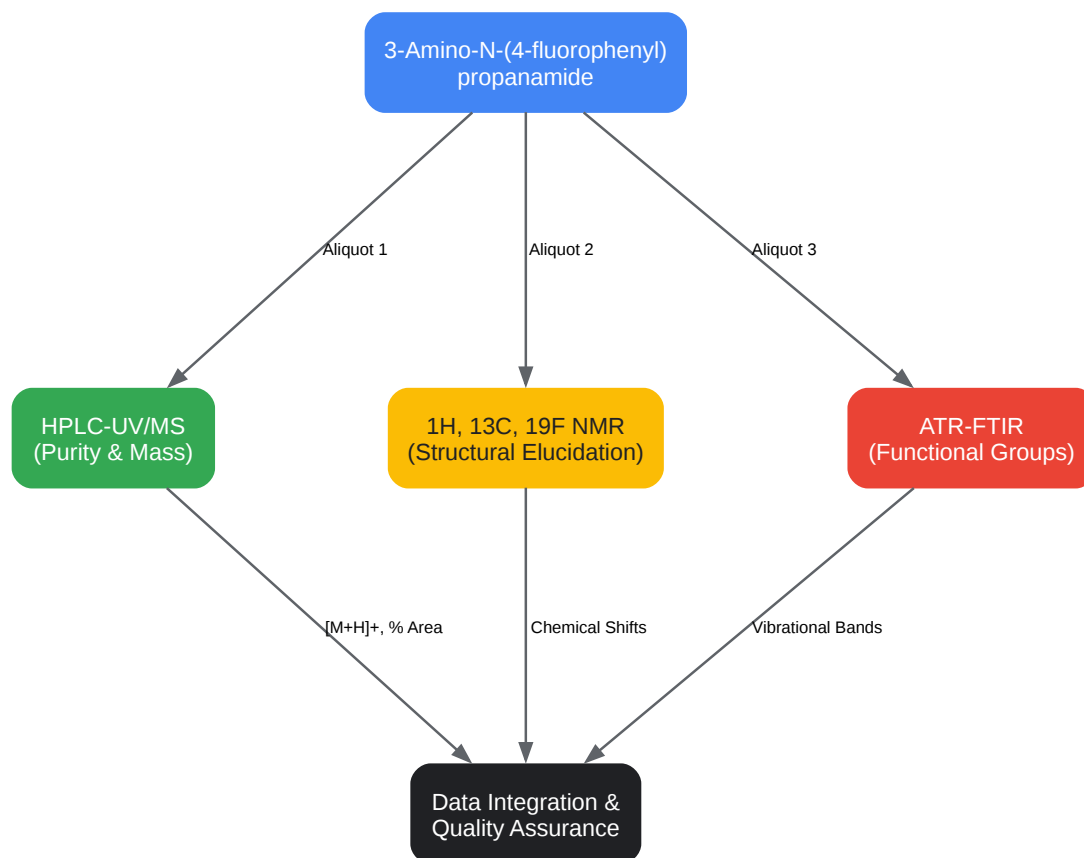 3-Amino-N-(4-fluorophenyl)
propanamide
Aliquot 1
Aliquot 2
Aliquot 3
HPLC-UV/MS
(Purity & Mass)
1H, 13C, 19F NMR
(Structural Elucidation)
ATR-FTIR
(Functional Groups)
[M+H]+, % Area
Chemical Shifts
Vibrational Bands
Data Integration &
Quality Assurance